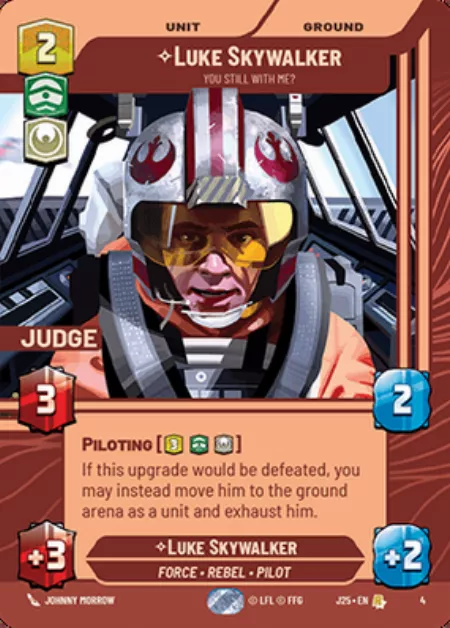 UNIT
GROUND
2
LUKE SKYWALKER
YOU STILL WITH ME?
JUDGE
3
2
PILOTING [3]
If this upgrade would be defeated, you
may instead move him to the ground
arena as a unit and exhaust him.
+3
LUKE SKYWALKER
+2
FORCE • REBEL • PILOT
JOHNNY MORROW
© LFL © FFG
J25 • EN
4